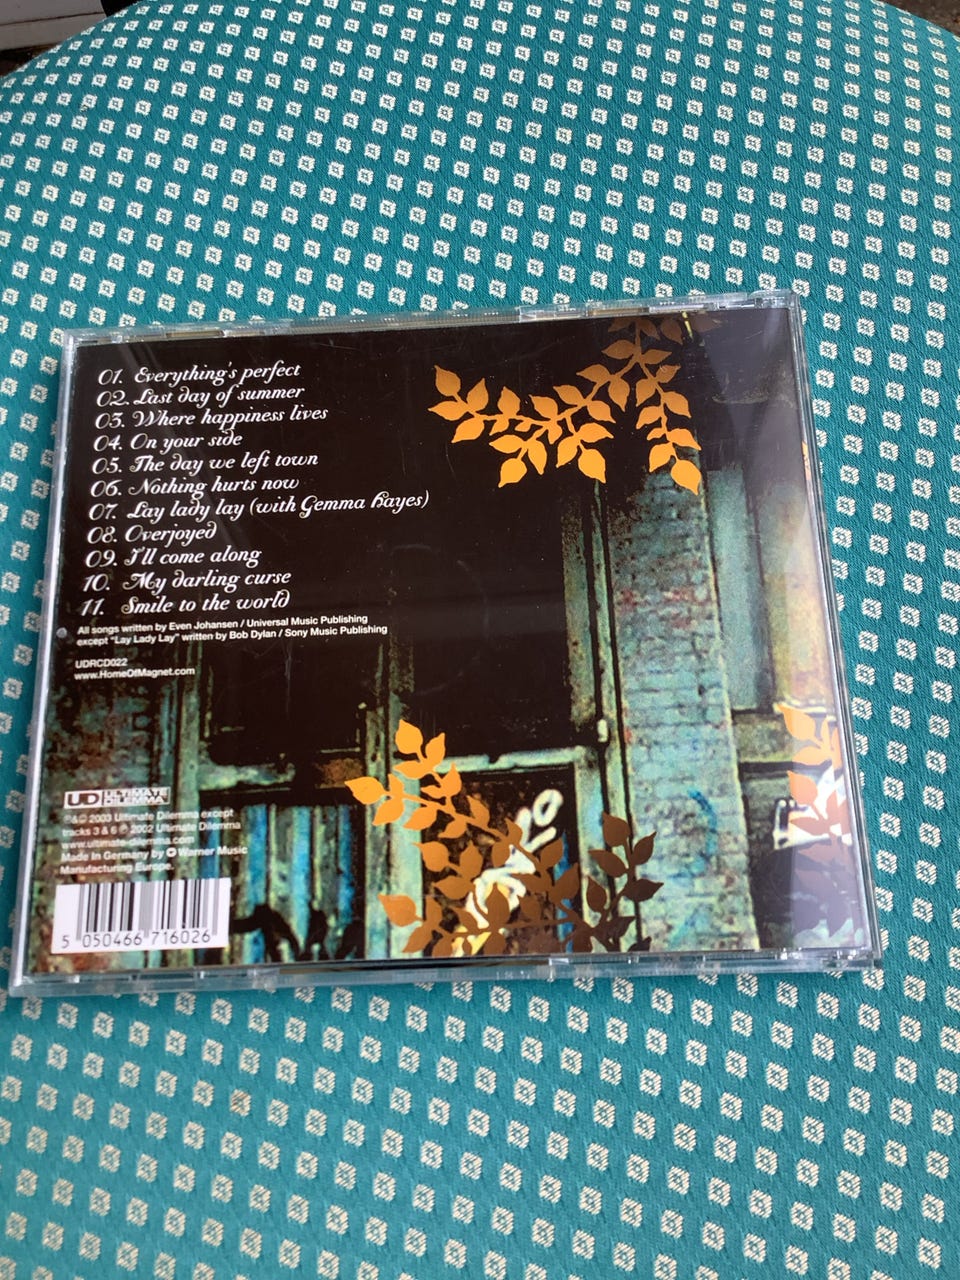 01. Everything's perfect
02. Last day of summer
03. Where happiness lives
04. On your side
05. The day we left town
06. Nothing hurts now
07. Lay lady lay (with Gemma Hayes)
08. Overjoyed
09. I'll come along
10. My darling curse
11. Smile to the world
All songs written by Even Johansen / Universal Music Publishing
except "Lay Lady Lay" written by Bob Dylan / Sony Music Publishing
UDRCD022
www.HomeOfMagnet.com
UD ULTIMATE
DILEMMA
℗&© 2003 Ultimate Dilemma except
tracks 3 & 6 ℗ 2002 Ultimate Dilemma
www.ultimate-dilemma.com
Made In Germany by Warner Music
Manufacturing Europe.
5 050466 716026